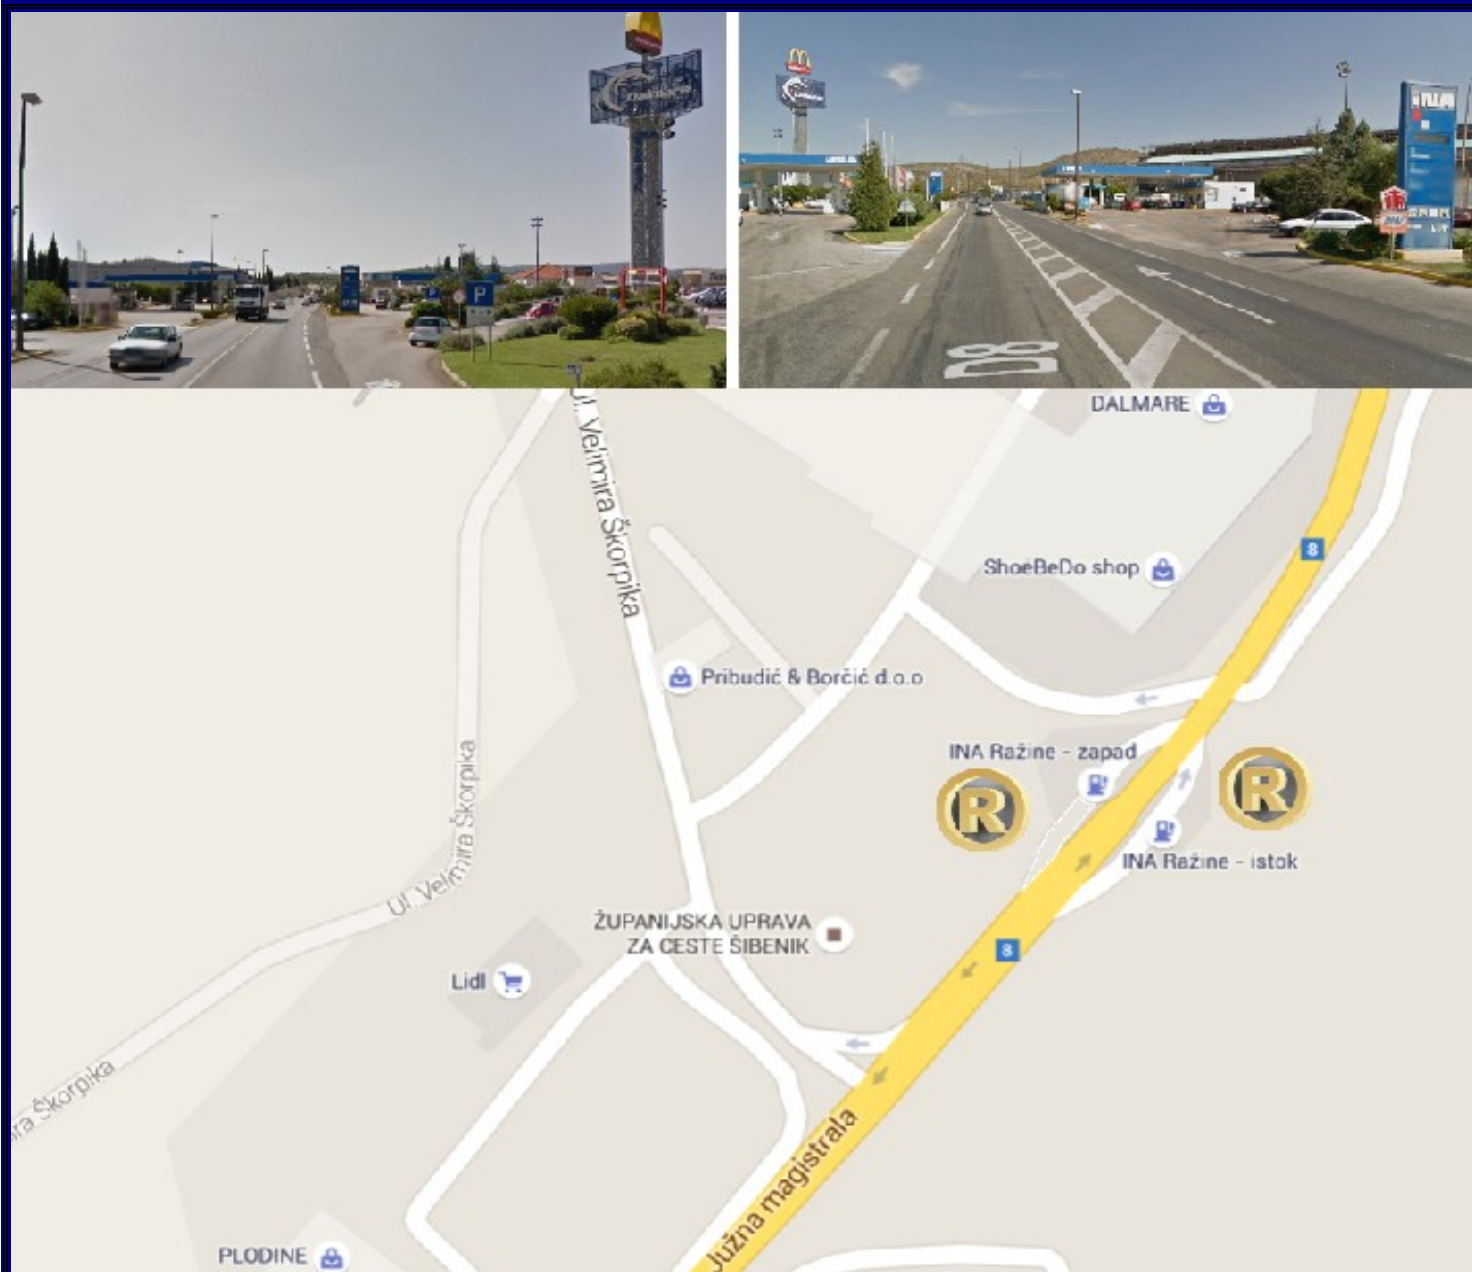 P
INA
D8
Ul. Velimira Škorpika
DALMARE
8
ShoeBeDo shop
Pribudić & Borčić d.o.o
INA Ražine - zapad
R
R
INA Ražine - istok
Ul. Velimira Škorpika
ŽUPANIJSKA UPRAVA
ZA CESTE ŠIBENIK
8
Lidl
ira Škorpika
Južna magistrala
PLODINE